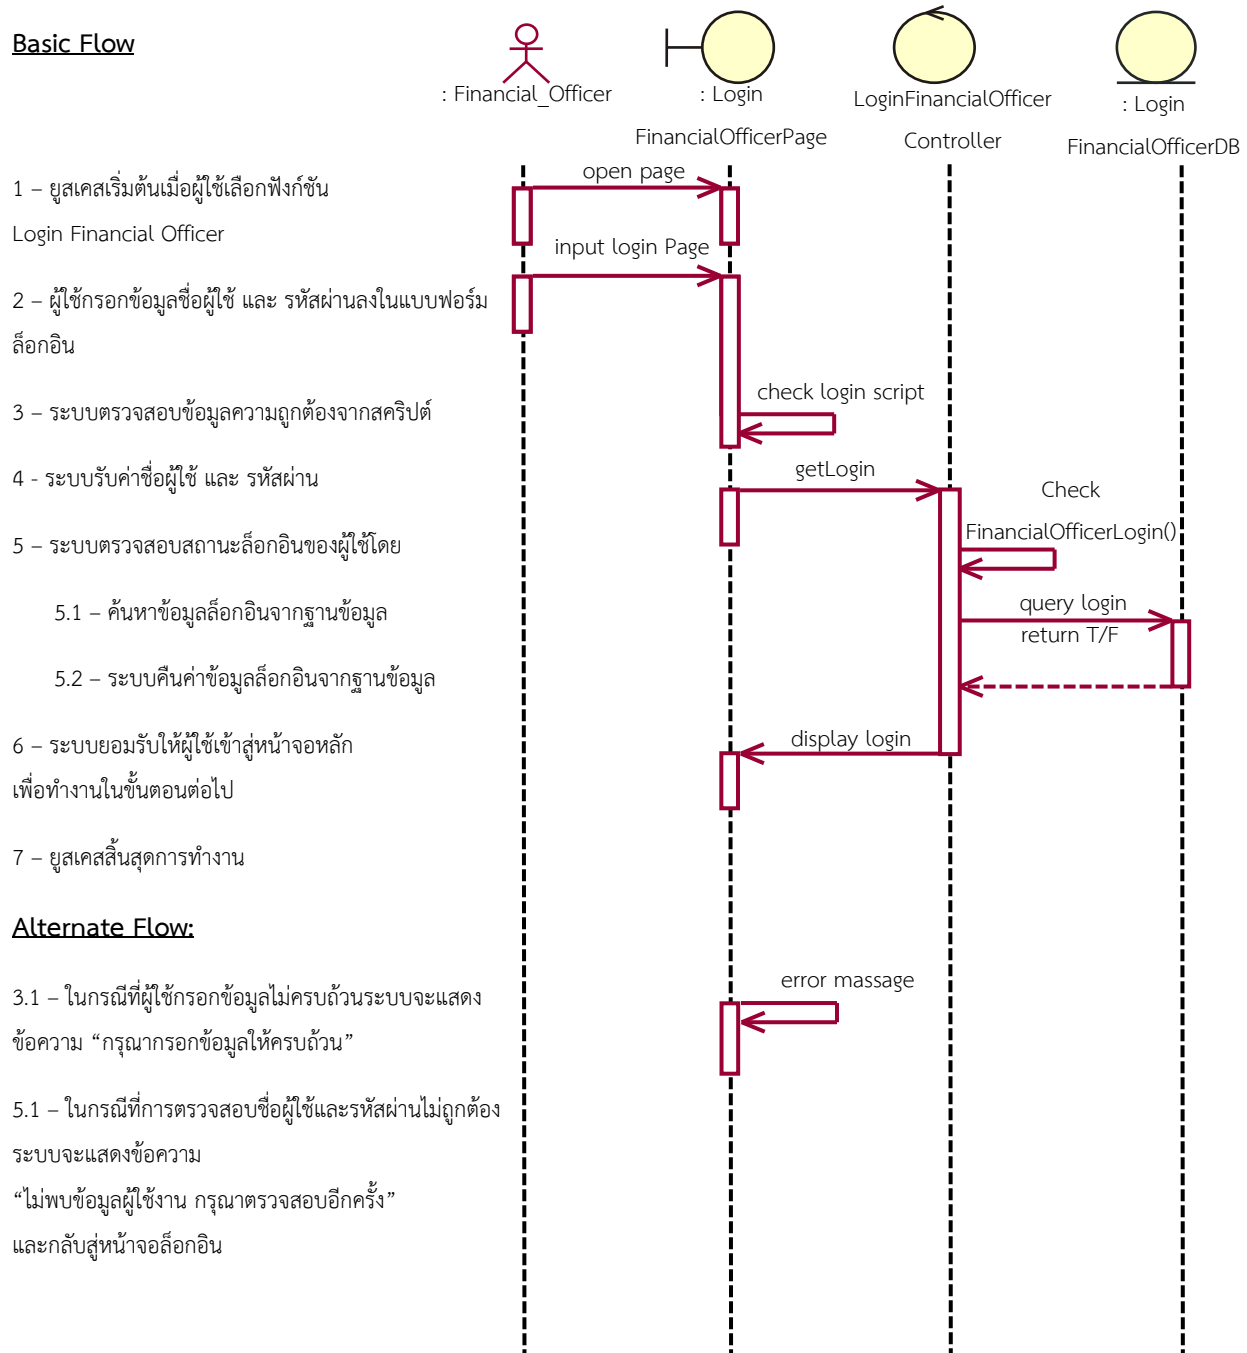 Basic Flow
: Financial_Officer
: Login
FinancialOfficerPage
LoginFinancialOfficer
Controller
: Login
FinancialOfficerDB
1 – ยูสเคสเริ่มต้นเมื่อผู้ใช้เลือกฟังก์ชัน
Login Financial Officer
open page
input login Page
2 – ผู้ใช้กรอกข้อมูลชื่อผู้ใช้ และ รหัสผ่านลงในแบบฟอร์ม
ล็อกอิน
check login script
3 – ระบบตรวจสอบข้อมูลความถูกต้องจากสคริปต์
4 - ระบบรับค่าชื่อผู้ใช้ และ รหัสผ่าน
getLogin
Check
FinancialOfficerLogin()
5 – ระบบตรวจสอบสถานะล็อกอินของผู้ใช้โดย
5.1 – ค้นหาข้อมูลล็อกอินจากฐานข้อมูล
query login
return T/F
5.2 – ระบบคืนค่าข้อมูลล็อกอินจากฐานข้อมูล
6 – ระบบยอมรับให้ผู้ใช้เข้าสู่หน้าจอหลัก
เพื่อทำงานในขั้นตอนต่อไป
display login
7 – ยูสเคสสิ้นสุดการทำงาน
Alternate Flow:
3.1 – ในกรณีที่ผู้ใช้กรอกข้อมูลไม่ครบถ้วนระบบจะแสดง
ข้อความ “กรุณากรอกข้อมูลให้ครบถ้วน”
error massage
5.1 – ในกรณีที่การตรวจสอบชื่อผู้ใช้และรหัสผ่านไม่ถูกต้อง
ระบบจะแสดงข้อความ
“ไม่พบข้อมูลผู้ใช้งาน กรุณาตรวจสอบอีกครั้ง”
และกลับสู่หน้าจอล็อกอิน